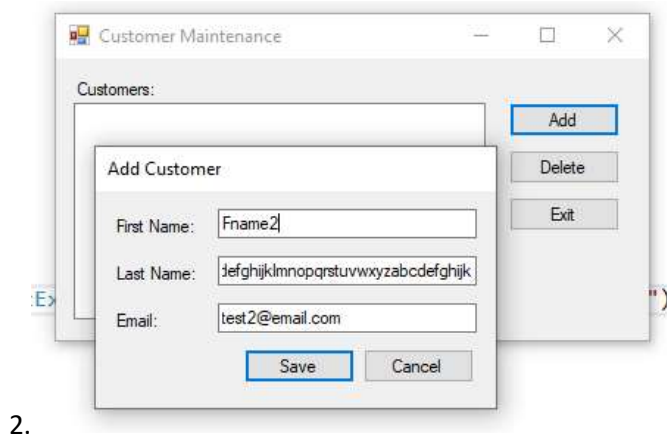 Customer Maintenance
Customers:
Add
Add Customer
Delete
First Name: Fname2
Exit
Last Name: defghijklmnopqrstuvwxyzabcdefghijk
tEx ")
Email: test2@email.com
Save Cancel
2.